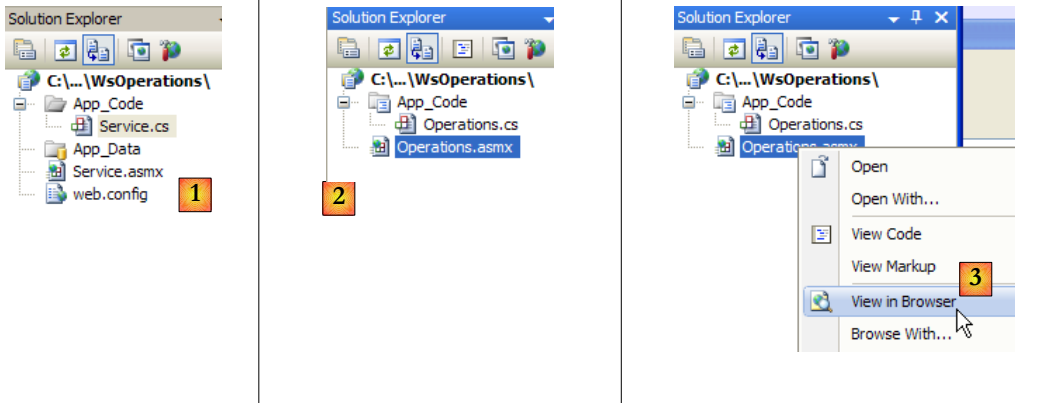 Solution Explorer
C:\...\WsOperations\
App_Code
Service.cs
App_Data
Service.asmx
web.config
1
Solution Explorer
C:\...\WsOperations\
App_Code
Operations.cs
Operations.asmx
2
Solution Explorer
C:\...\WsOperations\
App_Code
Operations.cs
Operations.asmx
Open
Open With...
View Code
View Markup
3
View in Browser
Browse With...